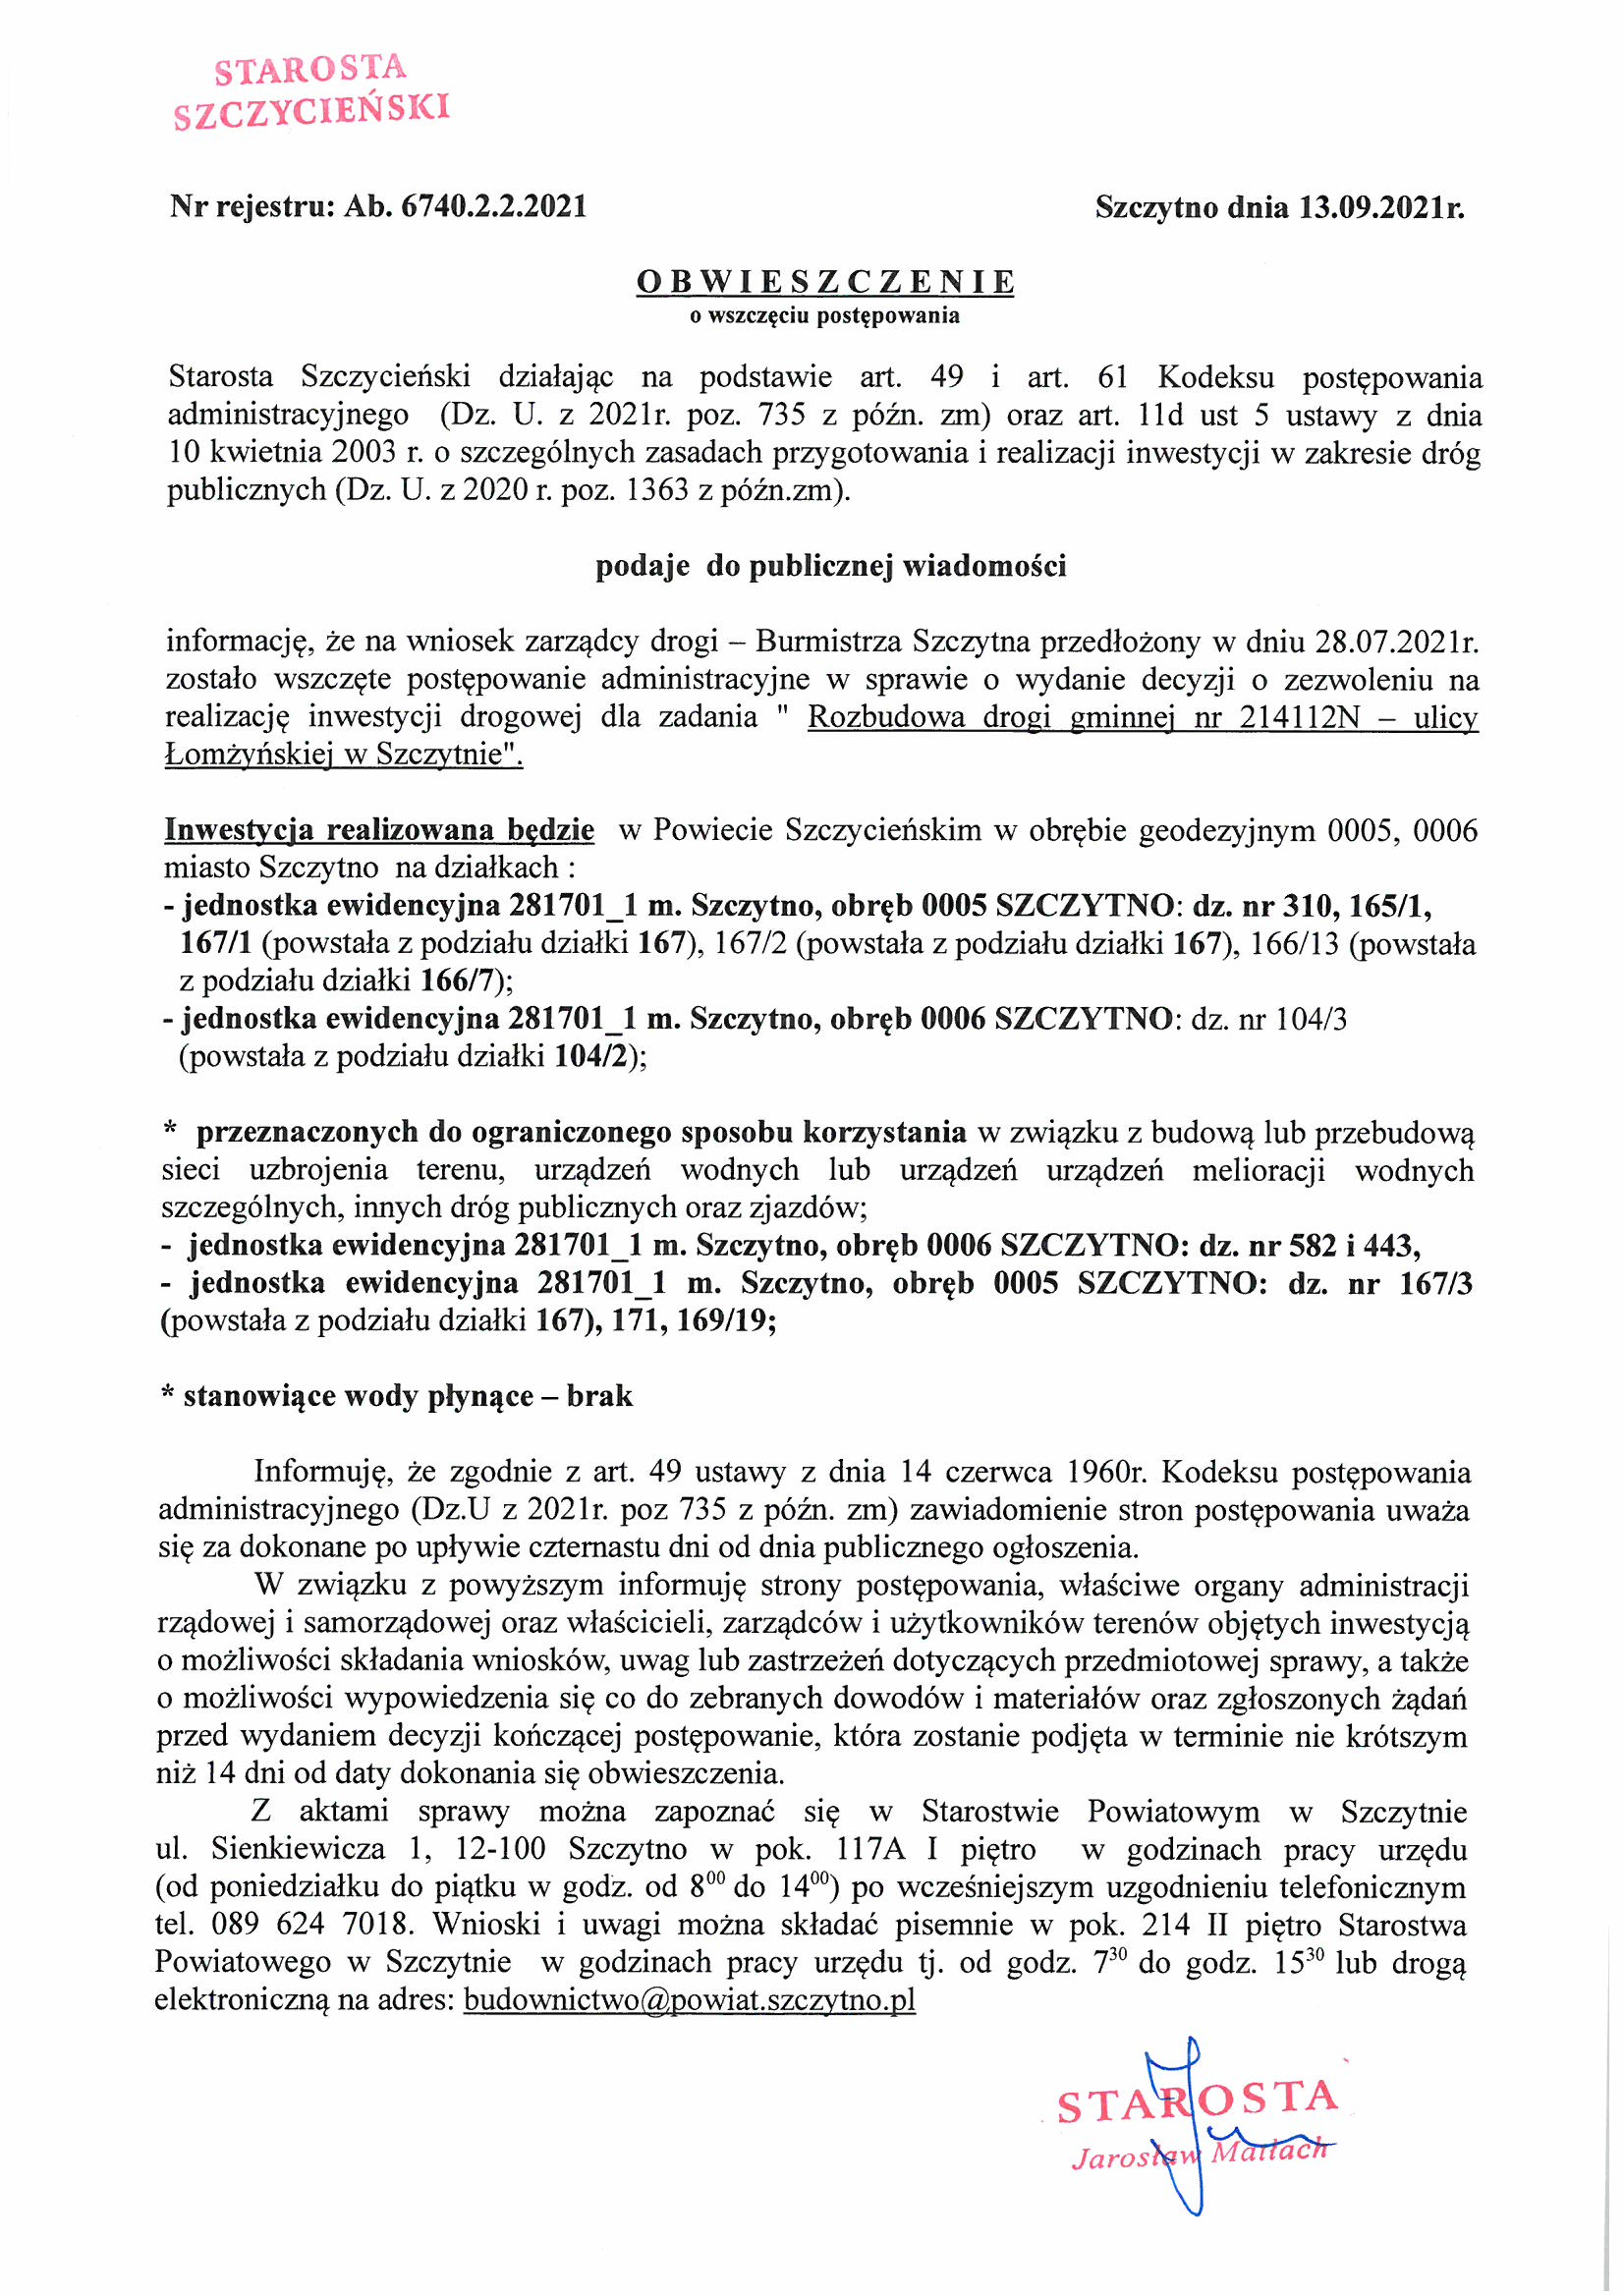 STAROSTA
SZCZYCIEŃSKI
Nr rejestru: Ab. 6740.2.2.2021 Szczytno dnia 13.09.2021r.
OBWIESZCZENIE
o wszczęciu postępowania
Starosta Szczycieński działając na podstawie art. 49 i art. 61 Kodeksu postępowania
administracyjnego (Dz. U. z 2021r. poz. 735 z późn. zm) oraz art. 11d ust 5 ustawy z dnia
10 kwietnia 2003 r. o szczególnych zasadach przygotowania i realizacji inwestycji w zakresie dróg
publicznych (Dz. U. z 2020 r. poz. 1363 z późn.zm).
podaje do publicznej wiadomości
informację, że na wniosek zarządcy drogi – Burmistrza Szczytna przedłożony w dniu 28.07.2021r.
zostało wszczęte postępowanie administracyjne w sprawie o wydanie decyzji o zezwoleniu na
realizację inwestycji drogowej dla zadania " Rozbudowa drogi gminnej nr 214112N – ulicy
Łomżyńskiej w Szczytnie".
Inwestycja realizowana będzie w Powiecie Szczycieńskim w obrębie geodezyjnym 0005, 0006
miasto Szczytno na działkach :
- jednostka ewidencyjna 281701_1 m. Szczytno, obręb 0005 SZCZYTNO: dz. nr 310, 165/1,
167/1 (powstała z podziału działki 167), 167/2 (powstała z podziału działki 167), 166/13 (powstała
z podziału działki 166/7);
- jednostka ewidencyjna 281701_1 m. Szczytno, obręb 0006 SZCZYTNO: dz. nr 104/3
(powstała z podziału działki 104/2);
* przeznaczonych do ograniczonego sposobu korzystania w związku z budową lub przebudową
sieci uzbrojenia terenu, urządzeń wodnych lub urządzeń urządzeń melioracji wodnych
szczególnych, innych dróg publicznych oraz zjazdów;
- jednostka ewidencyjna 281701_1 m. Szczytno, obręb 0006 SZCZYTNO: dz. nr 582 i 443,
- jednostka ewidencyjna 281701_1 m. Szczytno, obręb 0005 SZCZYTNO: dz. nr 167/3
(powstała z podziału działki 167), 171, 169/19;
* stanowiące wody płynące – brak
Informuję, że zgodnie z art. 49 ustawy z dnia 14 czerwca 1960r. Kodeksu postępowania
administracyjnego (Dz.U z 2021r. poz 735 z późn. zm) zawiadomienie stron postępowania uważa
się za dokonane po upływie czternastu dni od dnia publicznego ogłoszenia.
W związku z powyższym informuję strony postępowania, właściwe organy administracji
rządowej i samorządowej oraz właścicieli, zarządców i użytkowników terenów objętych inwestycją
o możliwości składania wniosków, uwag lub zastrzeżeń dotyczących przedmiotowej sprawy, a także
o możliwości wypowiedzenia się co do zebranych dowodów i materiałów oraz zgłoszonych żądań
przed wydaniem decyzji kończącej postępowanie, która zostanie podjęta w terminie nie krótszym
niż 14 dni od daty dokonania się obwieszczenia.
Z aktami sprawy można zapoznać się w Starostwie Powiatowym w Szczytnie
ul. Sienkiewicza 1, 12-100 Szczytno w pok. 117A I piętro w godzinach pracy urzędu
(od poniedziałku do piątku w godz. od 8⁰⁰ do 14⁰⁰) po wcześniejszym uzgodnieniu telefonicznym
tel. 089 624 7018. Wnioski i uwagi można składać pisemnie w pok. 214 II piętro Starostwa
Powiatowego w Szczytnie w godzinach pracy urzędu tj. od godz. 7³⁰ do godz. 15³⁰ lub drogą
elektroniczną na adres: budownictwo@powiat.szczytno.pl
STAROSTA
Jarosław Matłach